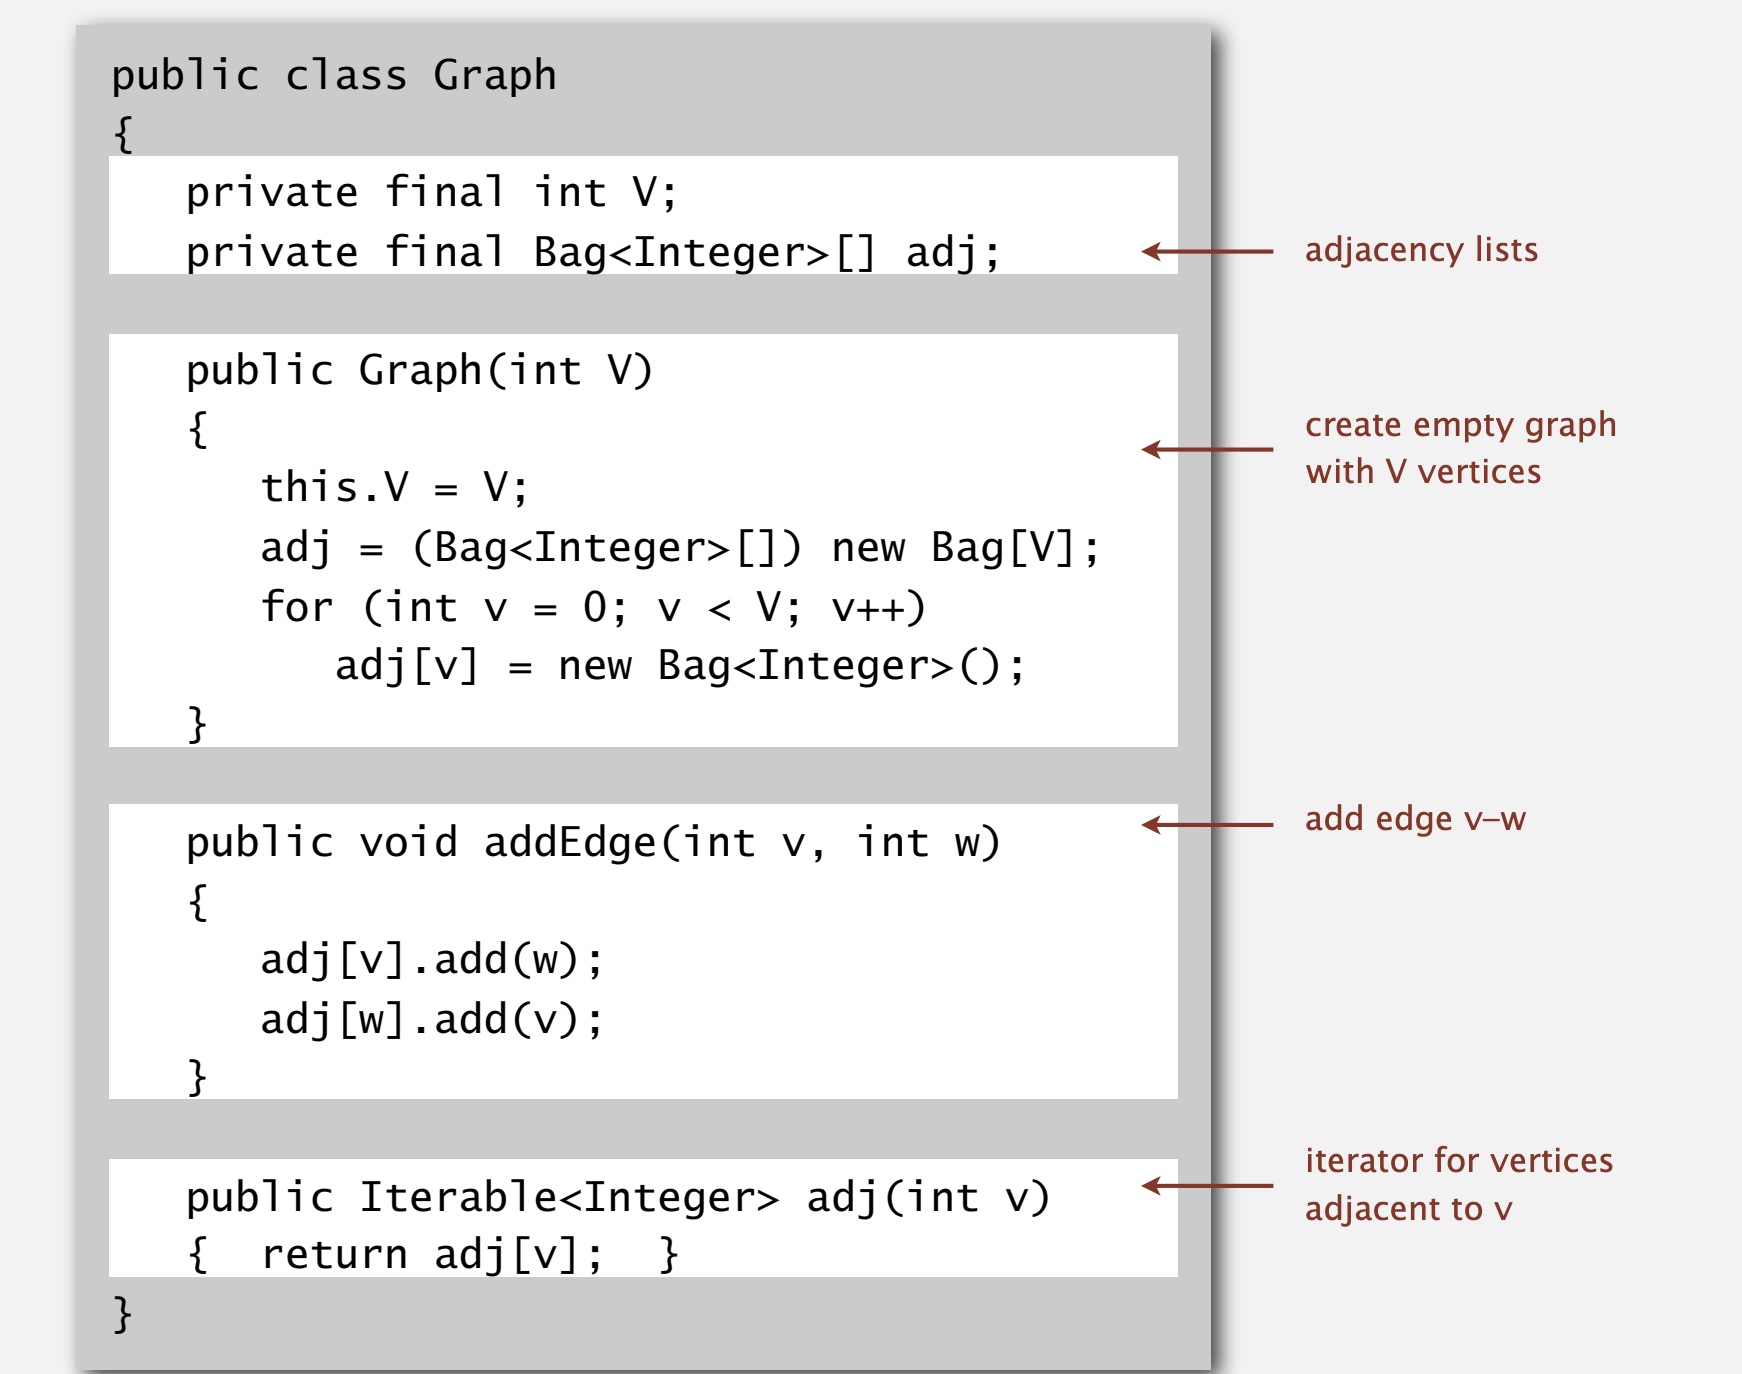 public class Graph
{
private final int V;
private final Bag<Integer>[] adj;
adjacency lists
public Graph(int V)
{
create empty graph
with V vertices
this.V = V;
adj = (Bag<Integer>[]) new Bag[V];
for (int v = 0; v < V; v++)
adj[v] = new Bag<Integer>();
}
public void addEdge(int v, int w)
add edge v–w
{
adj[v].add(w);
adj[w].add(v);
}
public Iterable<Integer> adj(int v)
{ return adj[v]; }
iterator for vertices
adjacent to v
}